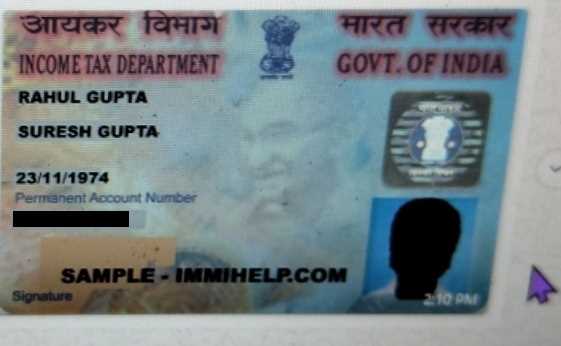 आयकर विभाग
भारत सरकार
INCOME TAX DEPARTMENT
GOVT. OF INDIA
RAHUL GUPTA
SURESH GUPTA
23/11/1974
Permanent Account Number
SAMPLE - IMMIHELP.COM
Signature
2:10 PM